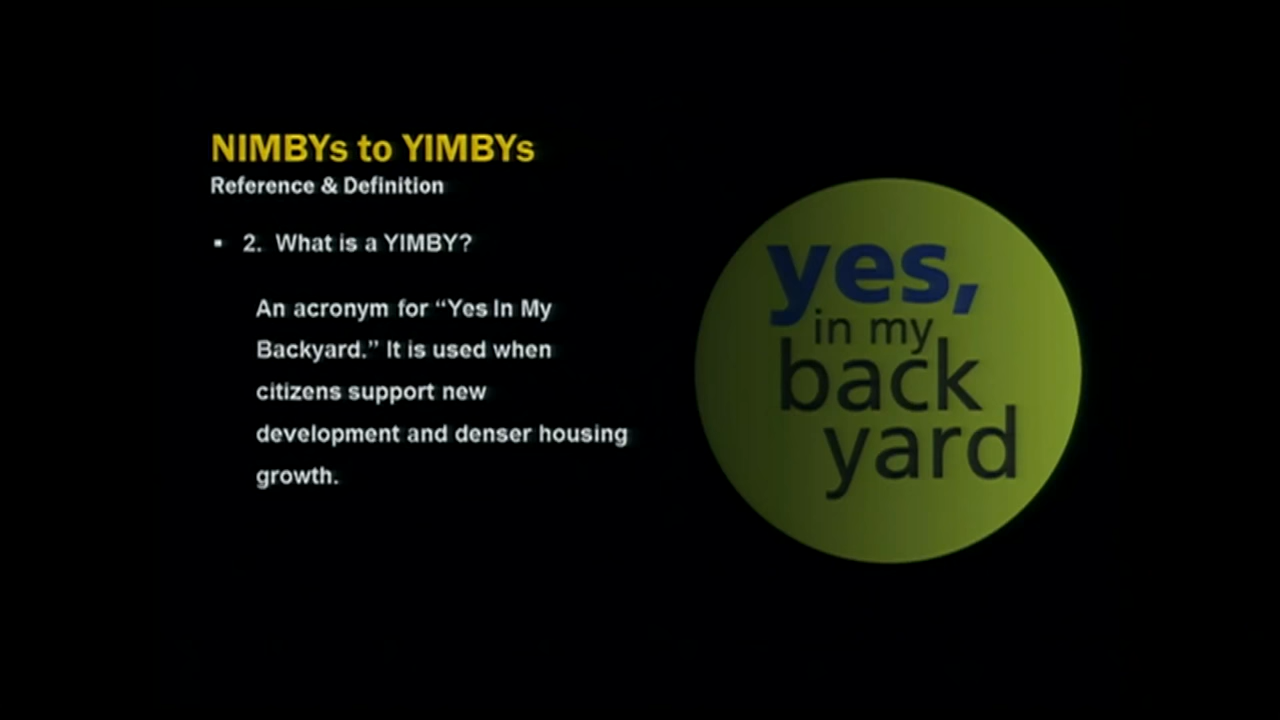 NIMBYs to YIMBYs
Reference & Definition
▪ 2. What is a YIMBY?
An acronym for “Yes In My
Backyard.” It is used when
citizens support new
development and denser housing
growth.
yes,
in my
back
yard